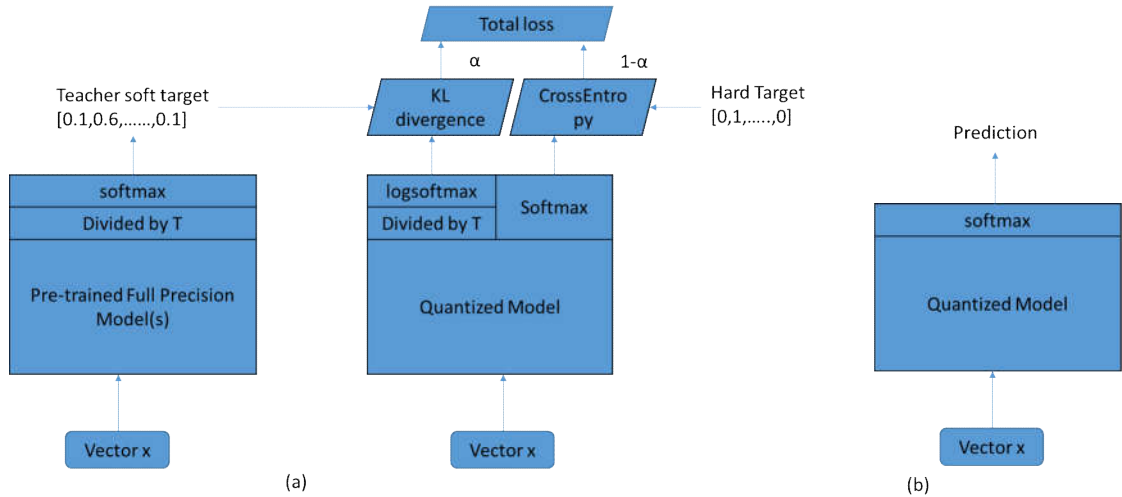 Total loss
α
1-α
Teacher soft target
[0.1,0.6,……,0.1]
KL
divergence
CrossEntro
py
Hard Target
[0,1,…..,0]
Prediction
softmax
Divided by T
Pre-trained Full Precision
Model(s)
logsoftmax
Divided by T
Softmax
Quantized Model
softmax
Quantized Model
Vector x
Vector x
Vector x
(a)
(b)